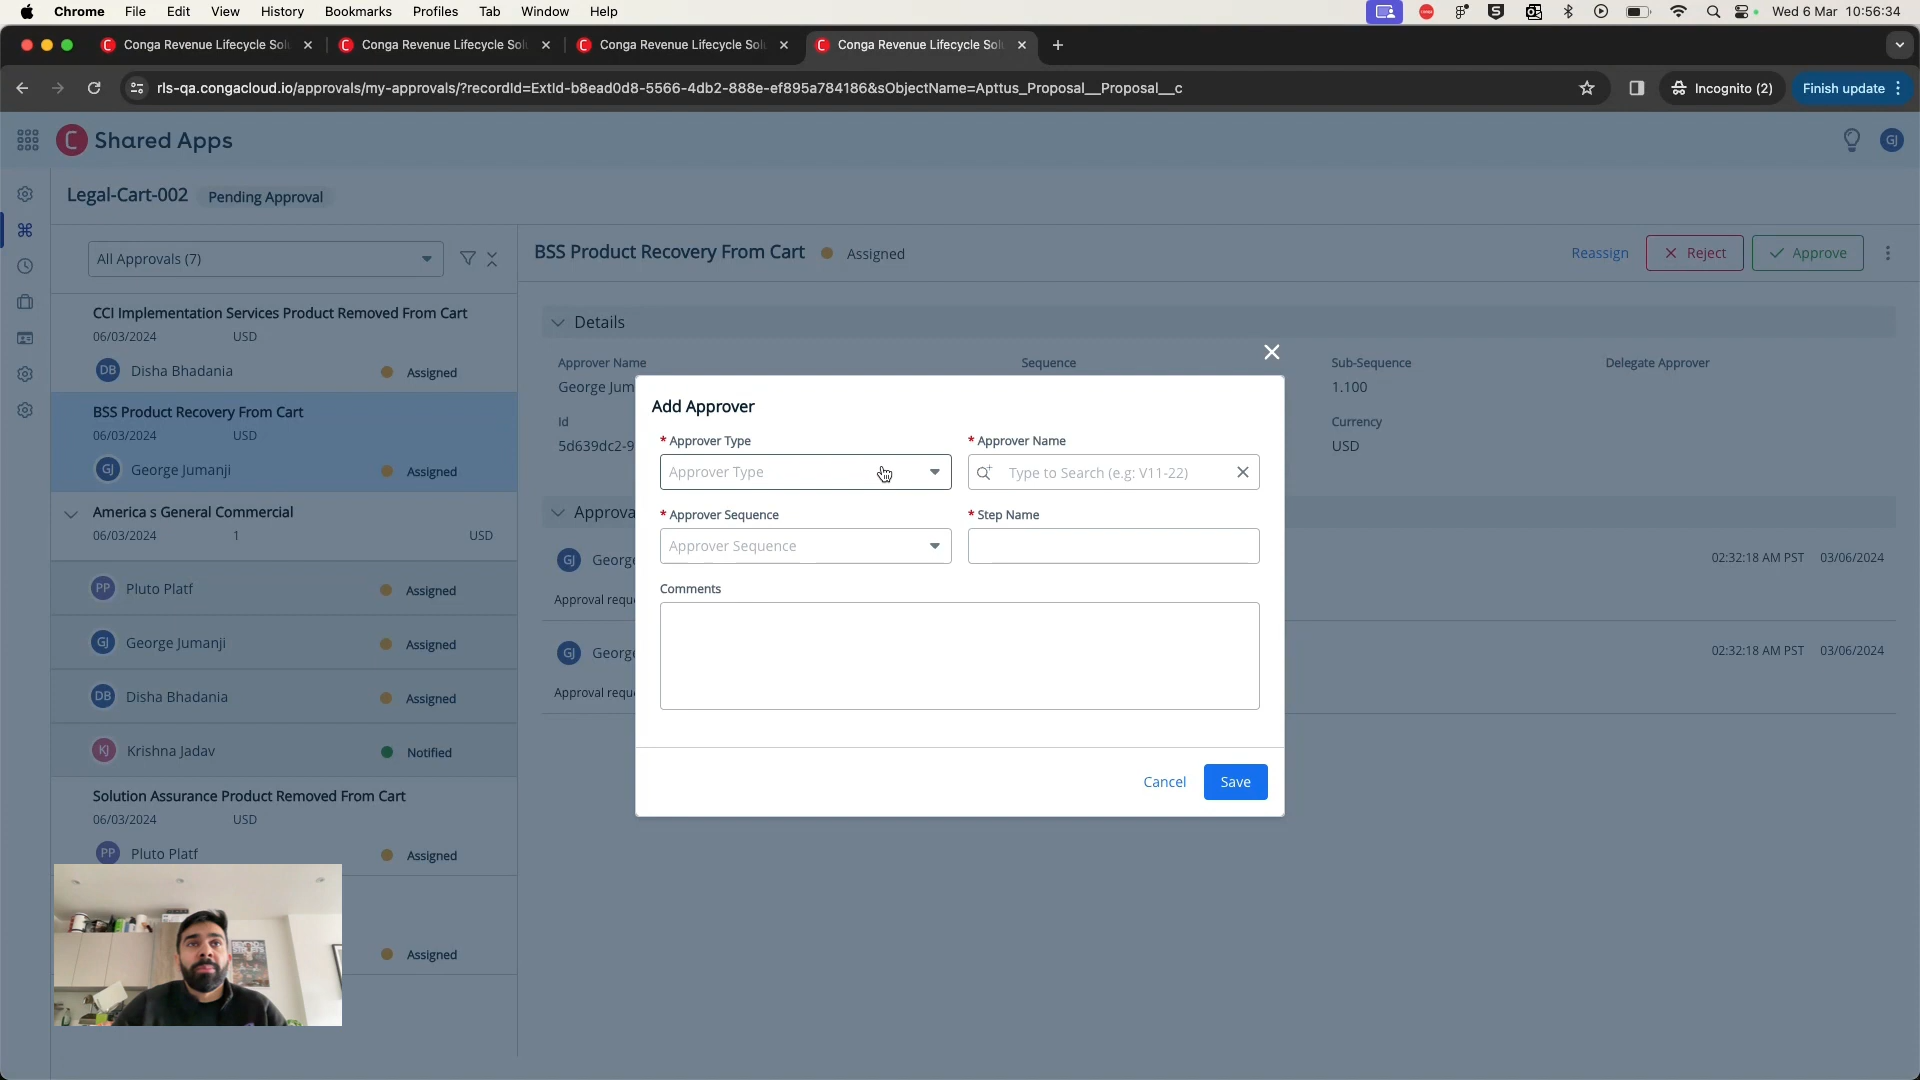 Chrome File Edit View History Bookmarks Profiles Tab Window Help Wed 6 Mar 10:56:34
Conga Revenue Lifecycle Sol Conga Revenue Lifecycle Sol Conga Revenue Lifecycle Sol Conga Revenue Lifecycle Sol
rls-qa.congacloud.io/approvals/my-approvals/?recordId=ExtId-b8ead0d8-5566-4db2-888e-ef895a784186&sObjectName=Apttus_Proposal__Proposal__c Incognito (2) Finish update
C Shared Apps GJ
Legal-Cart-002 Pending Approval
All Approvals (7)
BSS Product Recovery From Cart Assigned Reassign Reject Approve
CCI Implementation Services Product Removed From Cart
06/03/2024 USD
DB Disha Bhadania Assigned
BSS Product Recovery From Cart
06/03/2024 USD
GJ George Jumanji Assigned
America s General Commercial
06/03/2024 1 USD
PP Pluto Platf Assigned
GJ George Jumanji Assigned
DB Disha Bhadania Assigned
KJ Krishna Jadav Notified
Solution Assurance Product Removed From Cart
06/03/2024 USD
PP Pluto Platf Assigned
Assigned
Details
Approver Name Sequence Sub-Sequence Delegate Approver
George Jum 1.100
Id Currency
5d639dc2-9 USD
Approva
GJ George 02:32:18 AM PST 03/06/2024
Approval requ
GJ George 02:32:18 AM PST 03/06/2024
Approval requ
Add Approver
* Approver Type * Approver Name
Approver Type Type to Search (e.g: V11-22)
* Approver Sequence * Step Name
Approver Sequence
Comments
Cancel Save